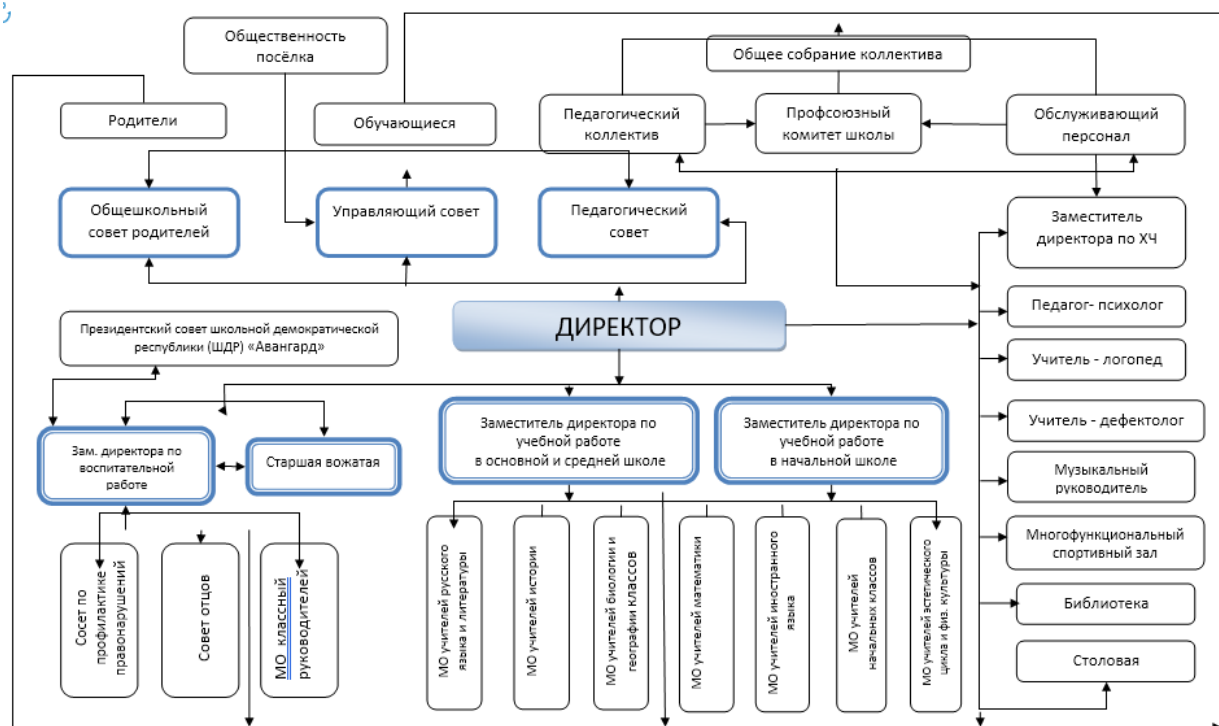 Общественность
посёлка
Общее собрание коллектива
Родители
Обучающиеся
Педагогический
коллектив
Профсоюзный
комитет школы
Обслуживающий
персонал
Общешкольный
совет родителей
Управляющий совет
Педагогический
совет
Заместитель
директора по ХЧ
ДИРЕКТОР
Педагог- психолог
Президентский совет школьной демократической
республики (ШДР) «Авангард»
Учитель - логопед
Зам. директора по
воспитательной
работе
Старшая вожатая
Заместитель директора по
учебной работе
в основной и средней школе
Заместитель директора по
учебной работе
в начальной школе
Учитель - дефектолог
Музыкальный
руководитель
Многофункциональный
спортивный зал
Библиотека
Столовая
Сосет по
профилактике
правонарушений
Совет отцов
МО классный
руководителей
МО учителей русского
языка и литературы
МО учителей истории
МО учителей биологии и
географии классов
МО учителей математики
МО учителей иностранного
языка
МО учителей
начальных классов
МО учителей эстетического
цикла и физ. культуры